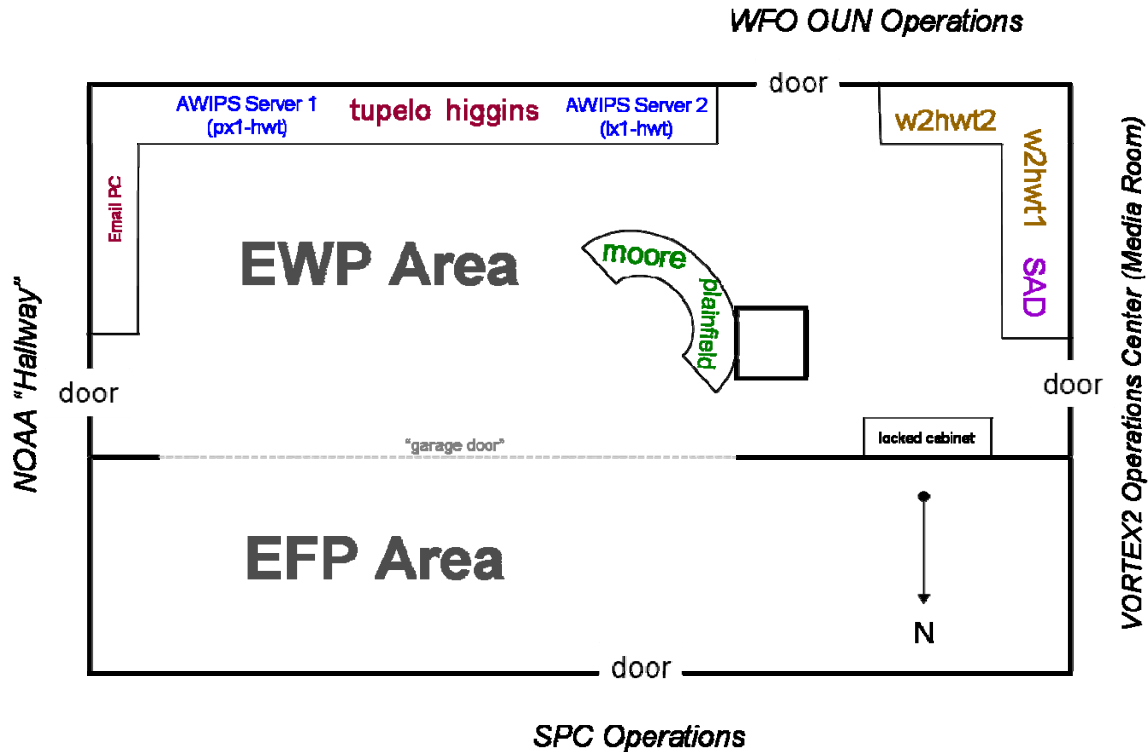 WFO OUN Operations
door
AWIPS Server 1
(px1-hwt)
tupelo higgins
AWIPS Server 2
(lx1-hwt)
w2hwt2
w2hwt1
SAD
Email PC
EWP Area
moore
plainfield
NOAA “Hallway”
door
door
VORTEX2 Operations Center (Media Room)
“garage door”
locked cabinet
EFP Area
N
door
SPC Operations